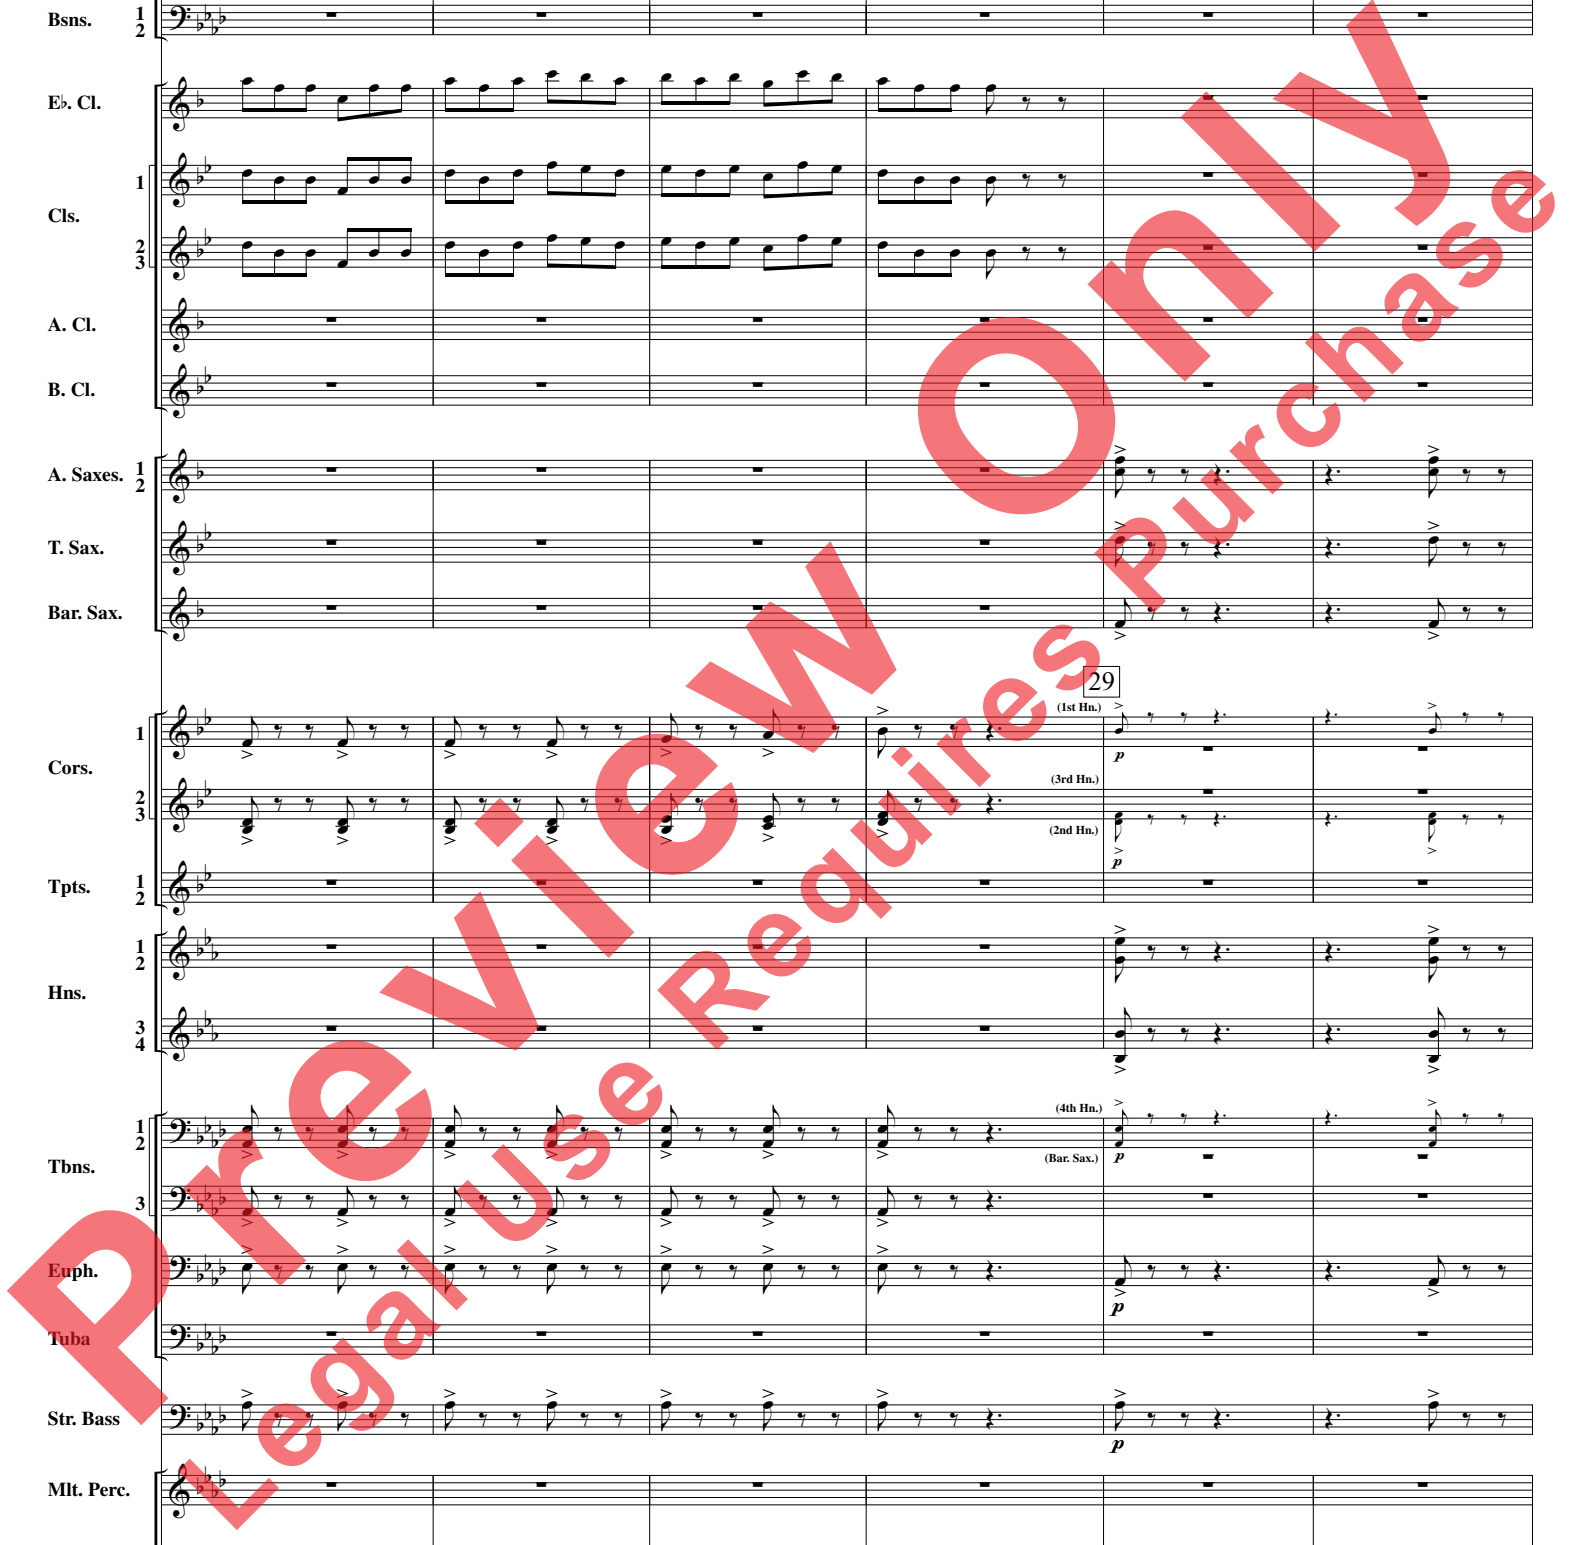 Bsns. 1 2
E♭. Cl.
1
Cls.
2 3
A. Cl.
B. Cl.
A. Saxes. 1 2
T. Sax.
Bar. Sax.
29
(1st Hn.)
1
p
Cors.
(3rd Hn.)
2 3
(2nd Hn.)
p
Tpts. 1 2
1 2
Hns.
3 4
(4th Hn.)
1 2
(Bar. Sax.) p
Tbns.
3
Euph.
p
Tuba
Str. Bass
p
Mlt. Perc.
Preview Only
Legal Use Requires Purchase